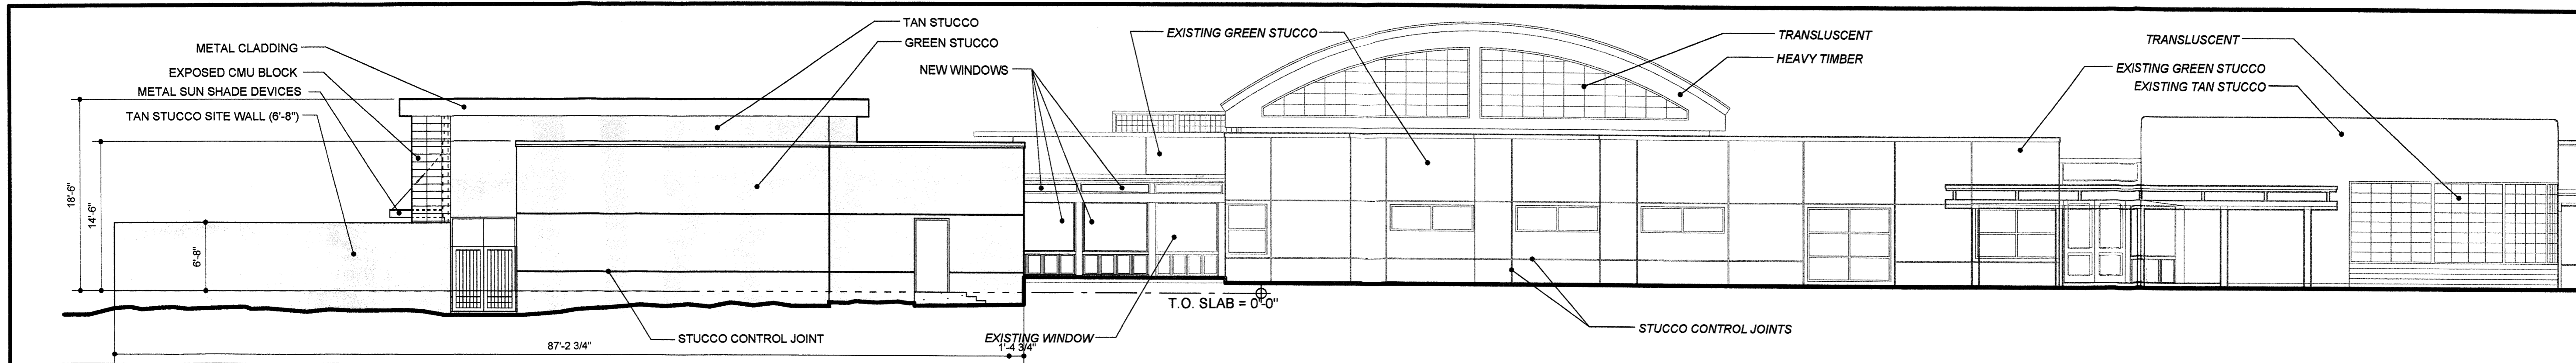 METAL CLADDING
EXPOSED CMU BLOCK
METAL SUN SHADE DEVICES
TAN STUCCO SITE WALL (6'-8")
TAN STUCCO
GREEN STUCCO
NEW WINDOWS
EXISTING GREEN STUCCO
TRANSLUSCENT
HEAVY TIMBER
TRANSLUSCENT
EXISTING GREEN STUCCO
EXISTING TAN STUCCO
18'-6"
14'-6"
6'-8"
T.O. SLAB = 0'-0"
STUCCO CONTROL JOINT
EXISTING WINDOW
STUCCO CONTROL JOINTS
87'-2 3/4"
1'-4 3/4"